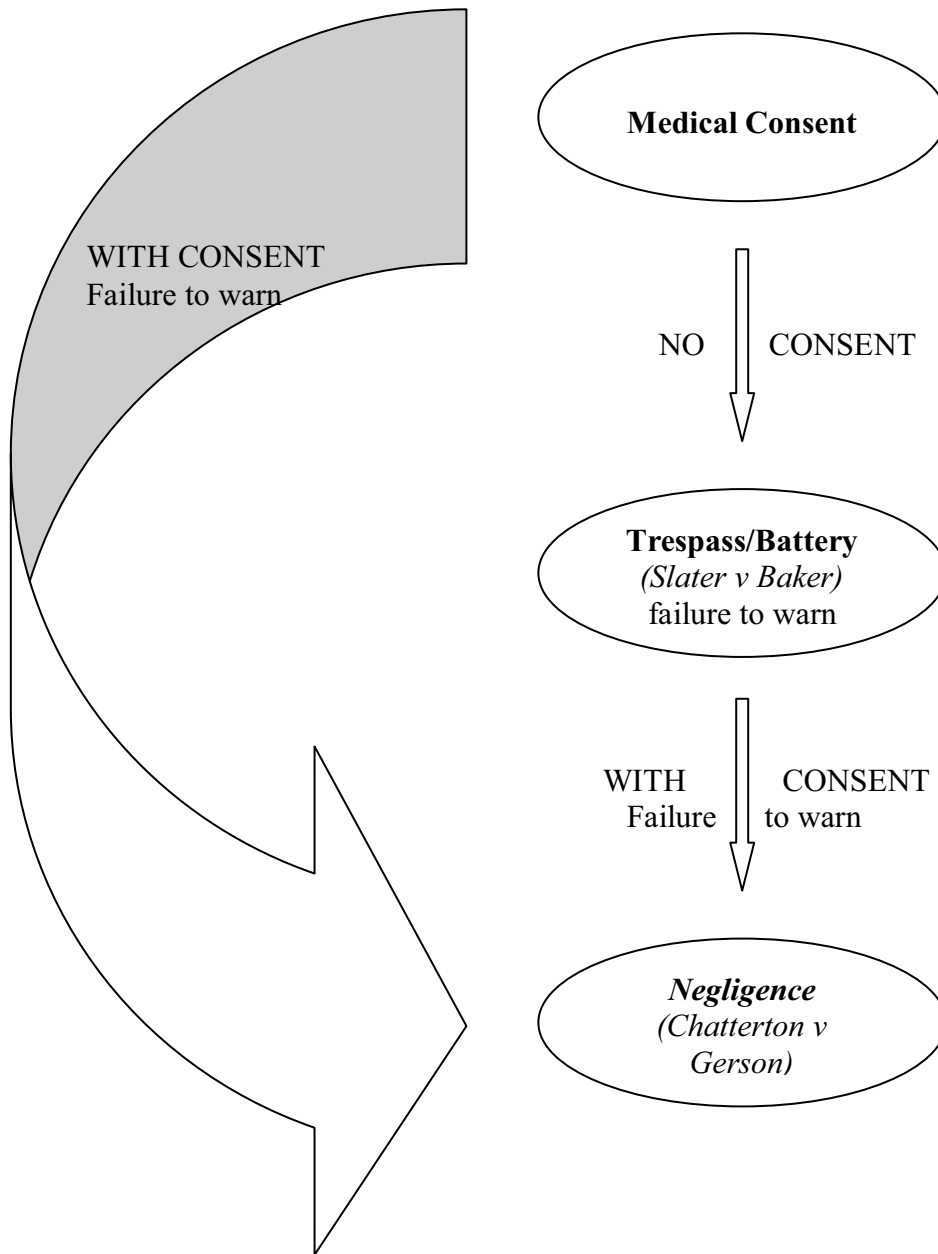 Medical Consent
WITH CONSENT
Failure to warn
NO CONSENT
Trespass/Battery
(Slater v Baker)
failure to warn
WITH CONSENT
Failure to warn
Negligence
(Chatterton v
Gerson)